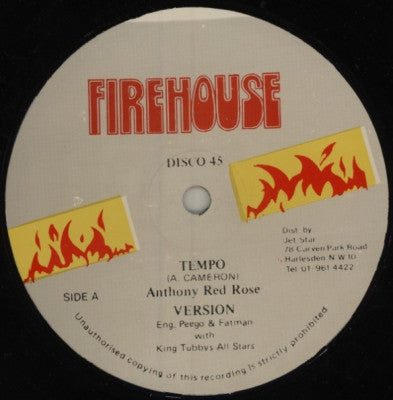 FIREHOUSE
DISCO 45
Dist by
Jet Star
78 Carven Park Road
Harlesden N W 10
Tel 01-961 4422
SIDE A
TEMPO
(A. CAMERON)
Anthony Red Rose
VERSION
Eng. Peego & Fatman
with
King Tubbys All Stars
Unauthorised copying of this recording is strictly prohibited